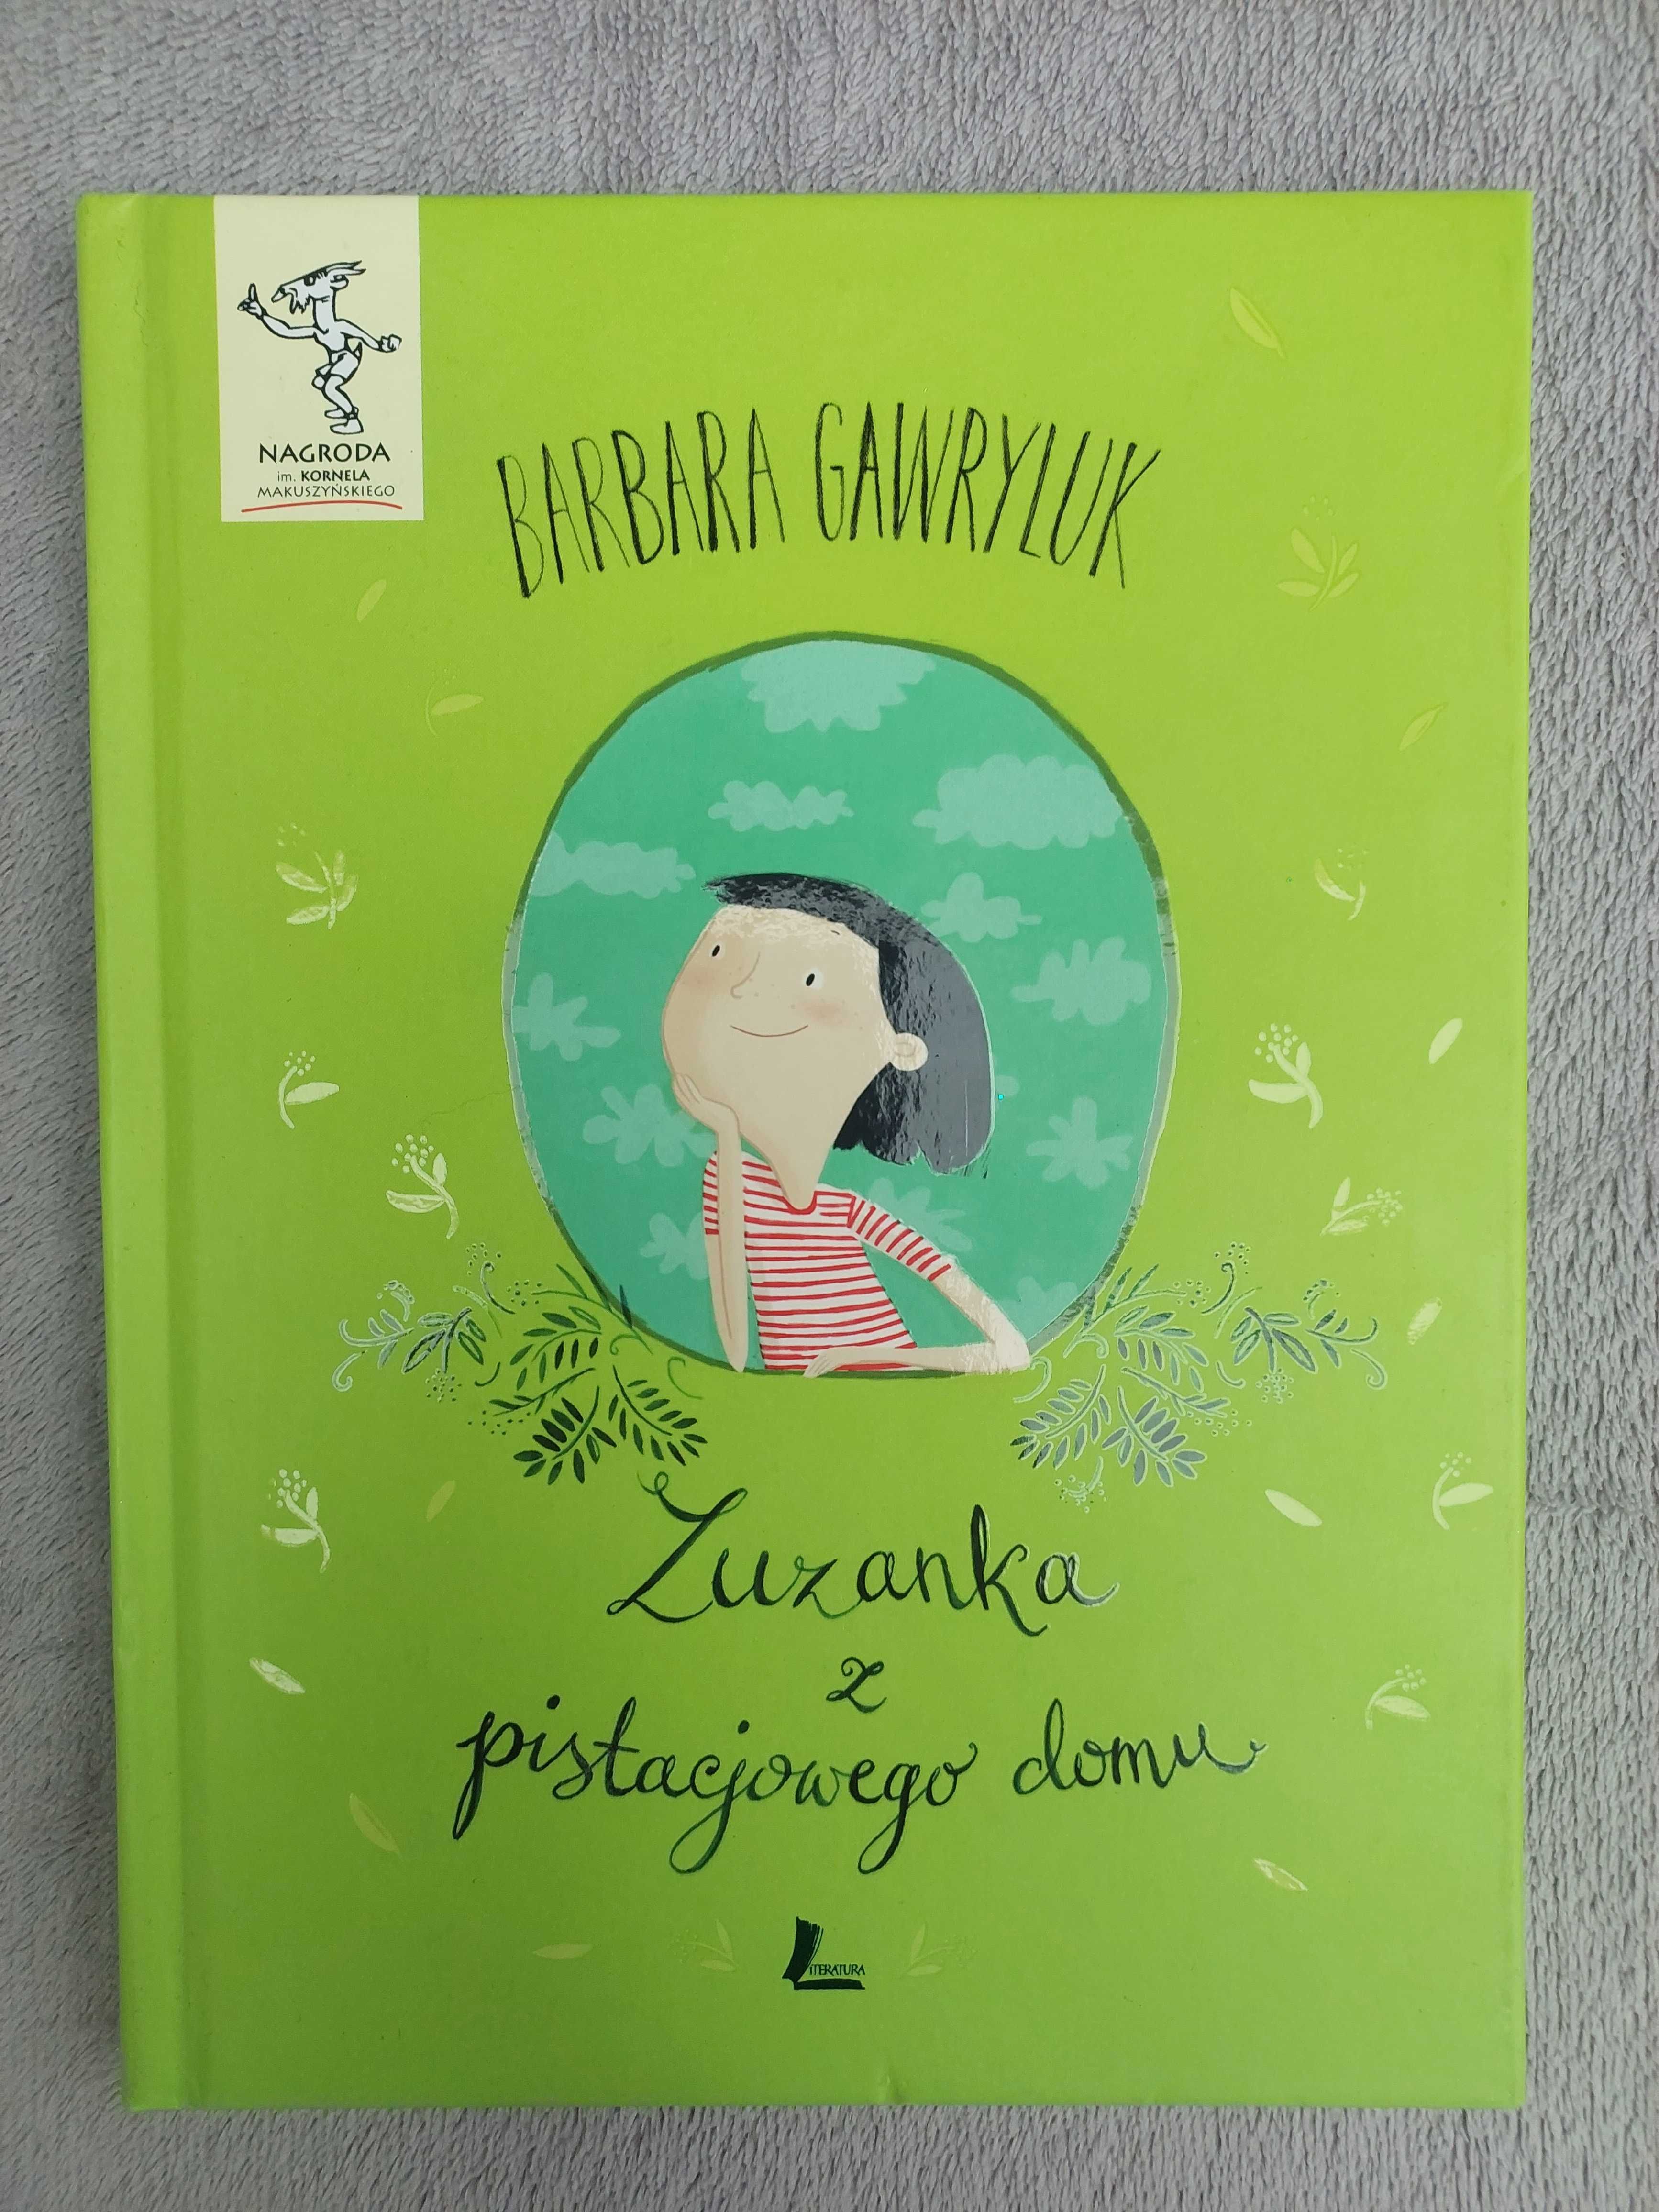 NAGRODA
im. KORNELA
MAKUSZYŃSKIEGO
BARBARA GAWRYLUK
Zuzanka
z
pistacjowego domu
LITERATURA